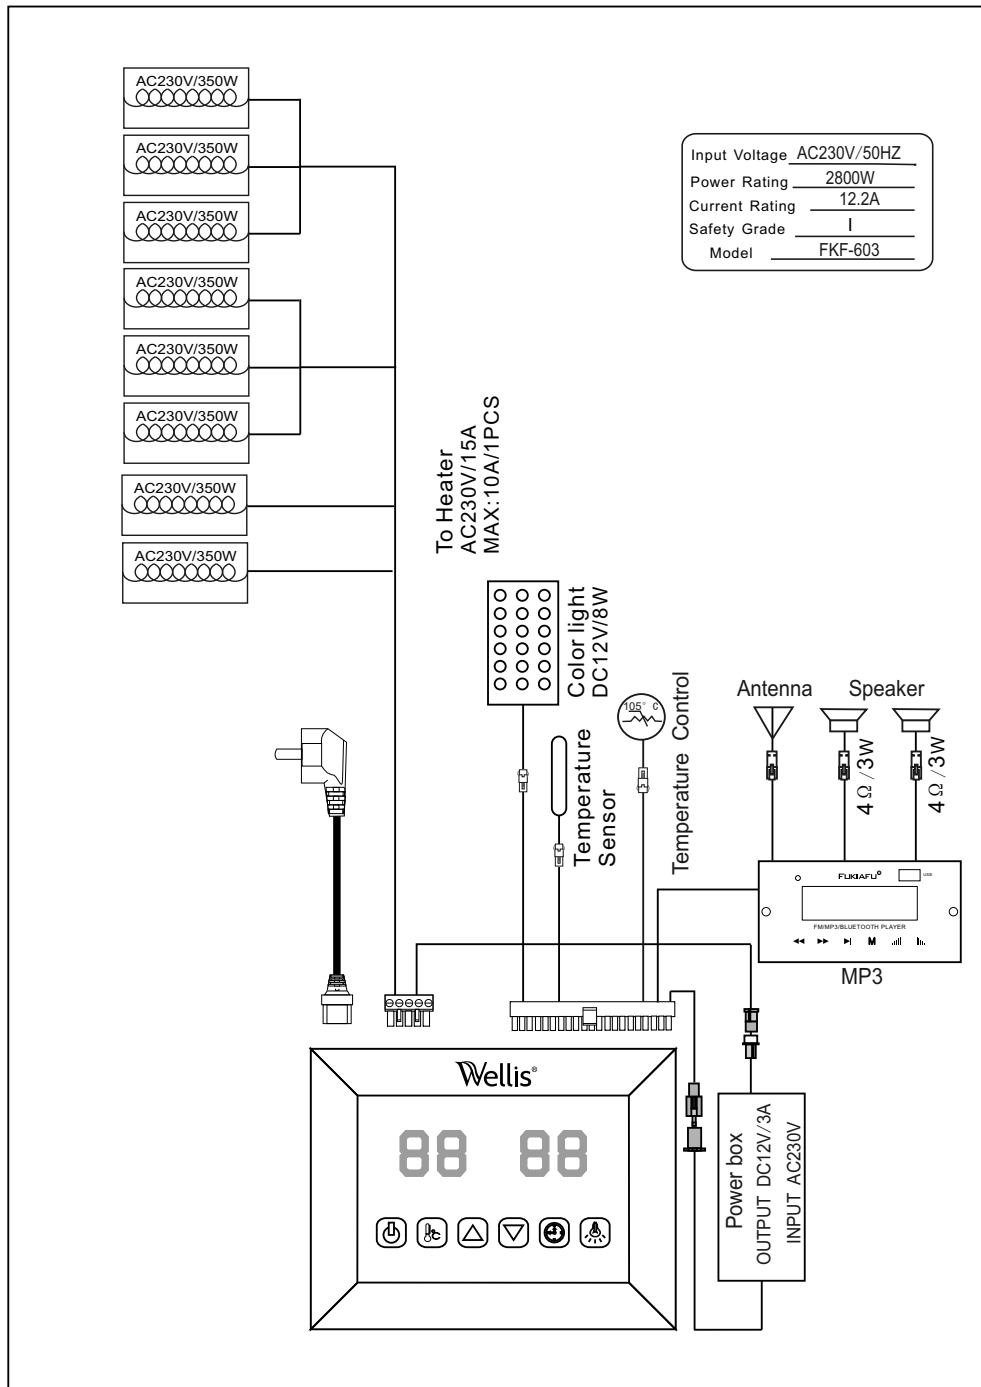 AC230V/350W
AC230V/350W
AC230V/350W
AC230V/350W
AC230V/350W
AC230V/350W
AC230V/350W
AC230V/350W
Input Voltage AC230V/50HZ
Power Rating 2800W
Current Rating 12.2A
Safety Grade I
Model FKF-603
To Heater
AC230V/15A
MAX:10A/1PCS
Color light
DC12V/8W
Temperature
Sensor
105° C
Temperature Control
Antenna
Speaker
4Ω/3W
4Ω/3W
FUKIAFU®
USB
FM/MP3/BLUETOOTH PLAYER
M
MP3
Wellis®
88 88
°C
Power box
OUTPUT DC12V/3A
INPUT AC230V